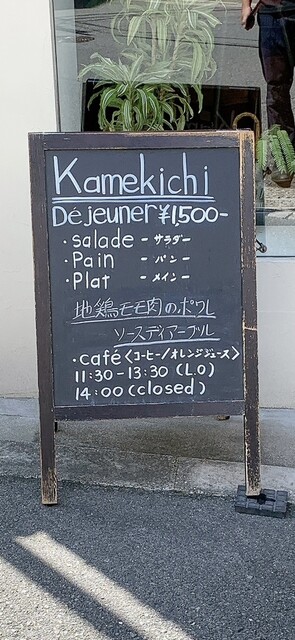 Kamekichi
Déjeuner ¥1,500-
・salade - サラダ-
・Pain - パン -
・Plat - メイン -
地鶏モモ肉のポワレ
ソースディアーブル
・café <コーヒー/オレンジジュース>
11:30-13:30 (L.O)
14:00 (closed)